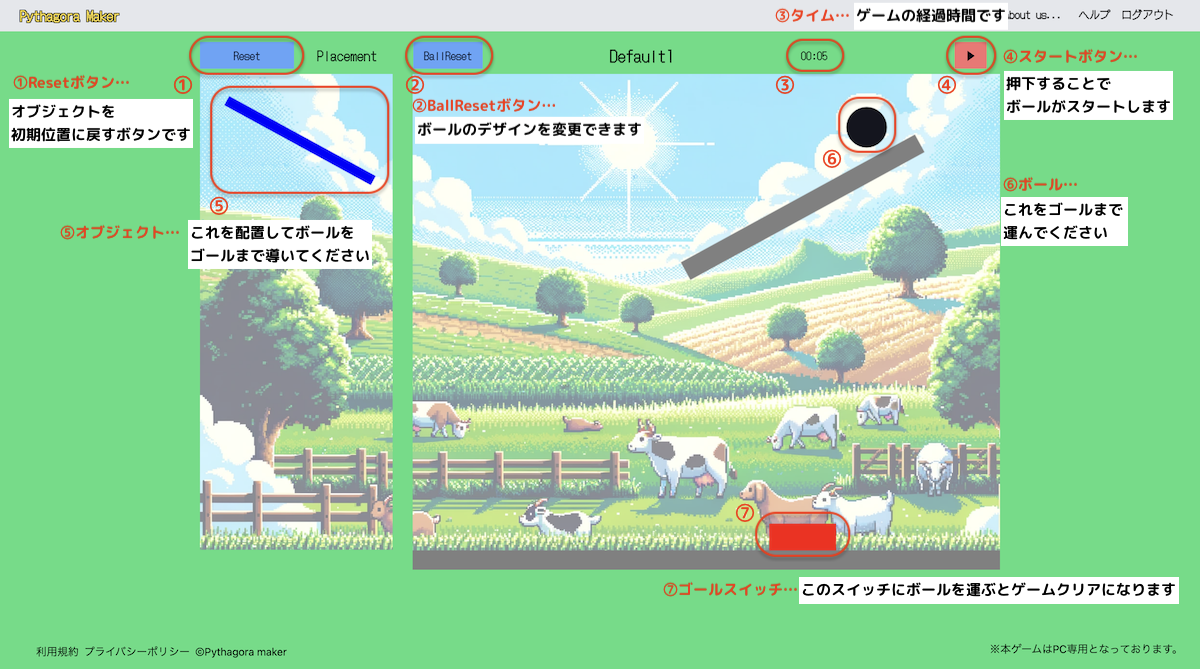 Pythagora Maker
③タイム… ゲームの経過時間です
bout us...
ヘルプ
ログアウト
Reset
Placement
BallReset
Default1
00:05
①Resetボタン…
①
②
③
④
④スタートボタン…
オブジェクトを
初期位置に戻すボタンです
②BallResetボタン…
ボールのデザインを変更できます
押下することで
ボールがスタートします
⑥
⑥ボール…
これをゴールまで
運んでください
⑤
⑤オブジェクト…
これを配置してボールを
ゴールまで導いてください
⑦
⑦ゴールスイッチ… このスイッチにボールを運ぶとゲームクリアになります
利用規約 プライバシーポリシー ©Pythagora maker
※本ゲームはPC専用となっております。